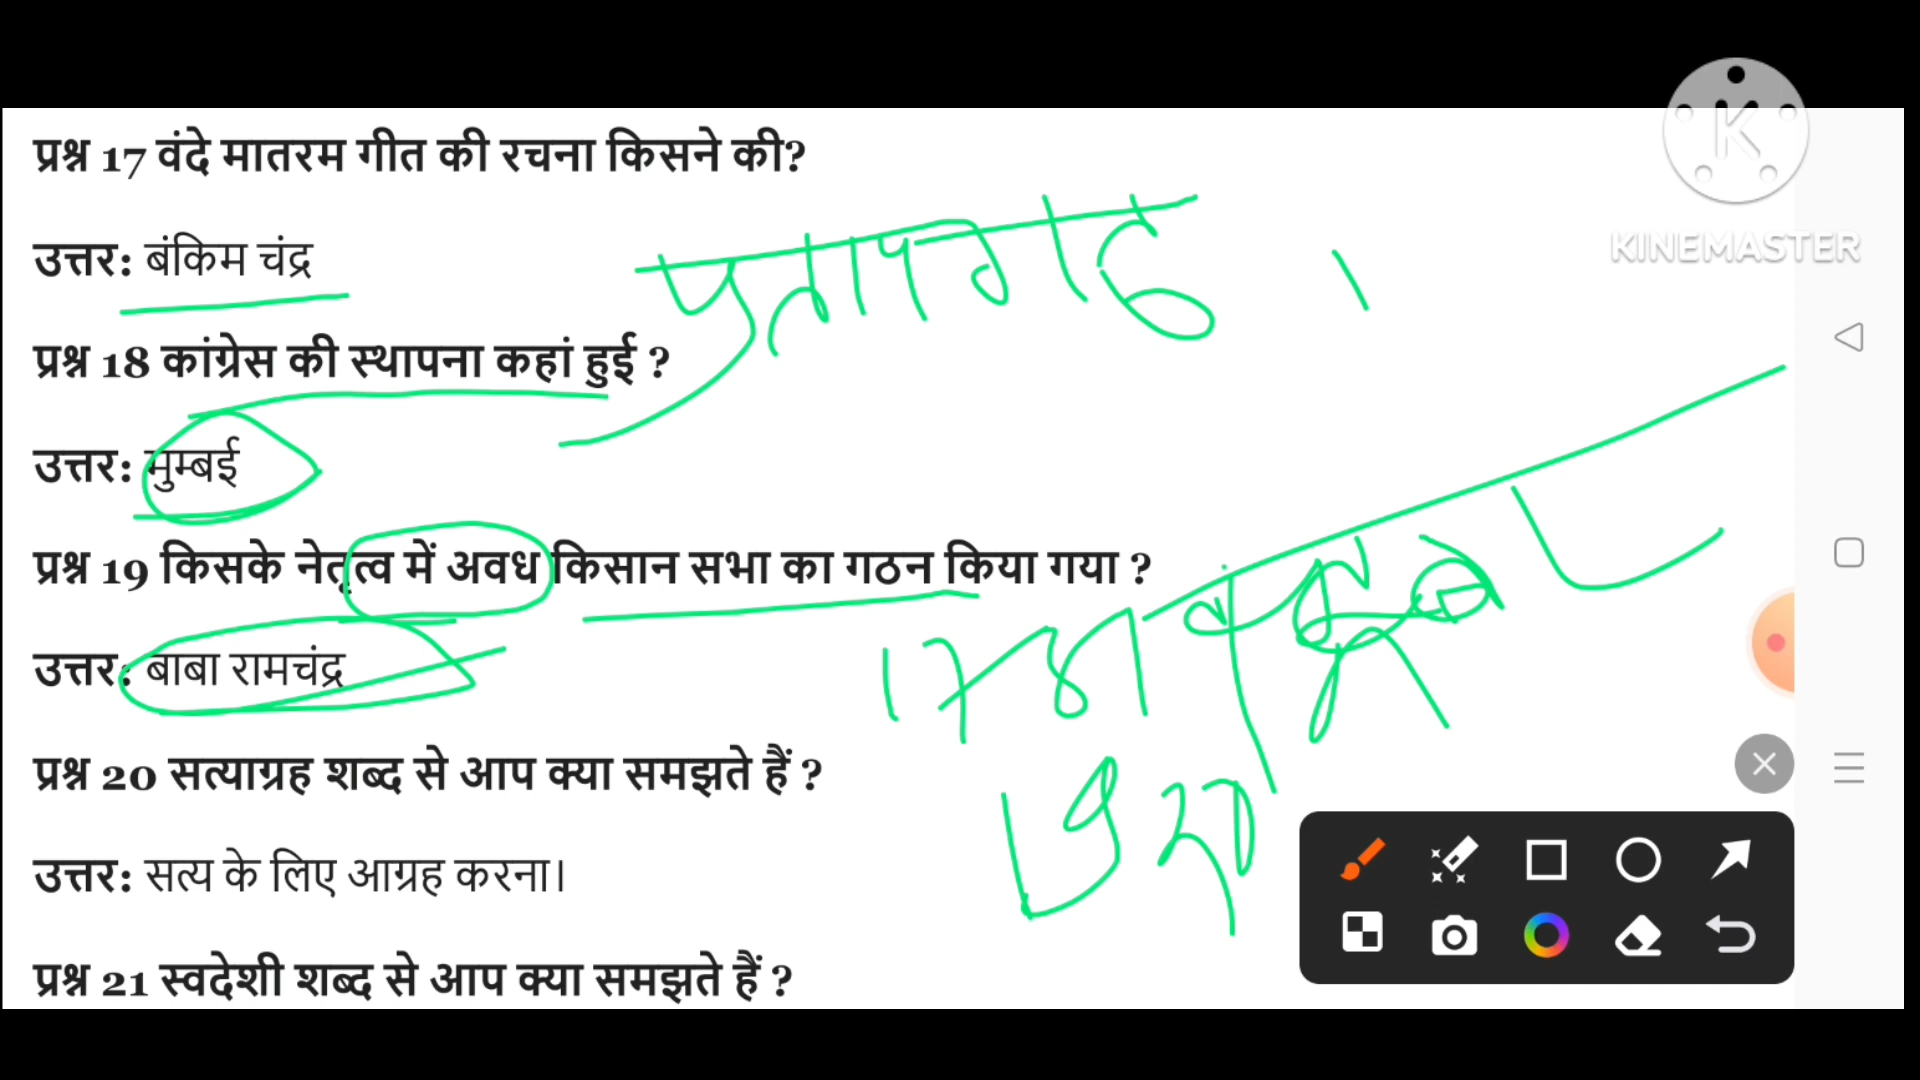 प्रश्न 17 वंदे मातरम गीत की रचना किसने की?
KINEMASTER
उत्तर: बंकिम चंद्र
प्रतापगढ़
प्रश्न 18 कांग्रेस की स्थापना कहां हुई ?
उत्तर: मुम्बई
प्रश्न 19 किसके नेतृत्व में अवध किसान सभा का गठन किया गया ?
उत्तर: बाबा रामचंद्र
प्रश्न 20 सत्याग्रह शब्द से आप क्या समझते हैं ?
उत्तर: सत्य के लिए आग्रह करना।
प्रश्न 21 स्वदेशी शब्द से आप क्या समझते हैं ?